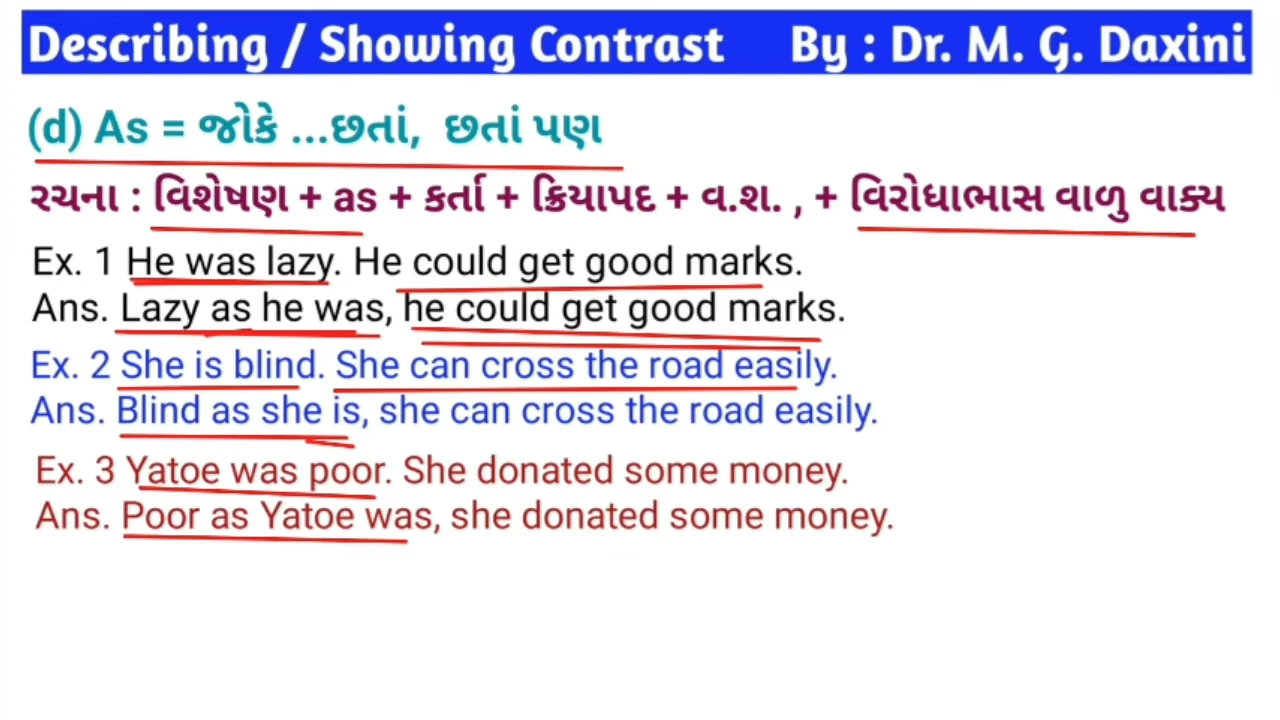 Describing / Showing Contrast By : Dr. M. G. Daxini
(d) As = જોકે ...છતાં, છતાં પણ
રચના : વિશેષણ + as + કર્તા + ક્રિયાપદ + વ.શ. , + વિરોધાભાસ વાળુ વાક્ય
Ex. 1 He was lazy. He could get good marks.
Ans. Lazy as he was, he could get good marks.
Ex. 2 She is blind. She can cross the road easily.
Ans. Blind as she is, she can cross the road easily.
Ex. 3 Yatoe was poor. She donated some money.
Ans. Poor as Yatoe was, she donated some money.